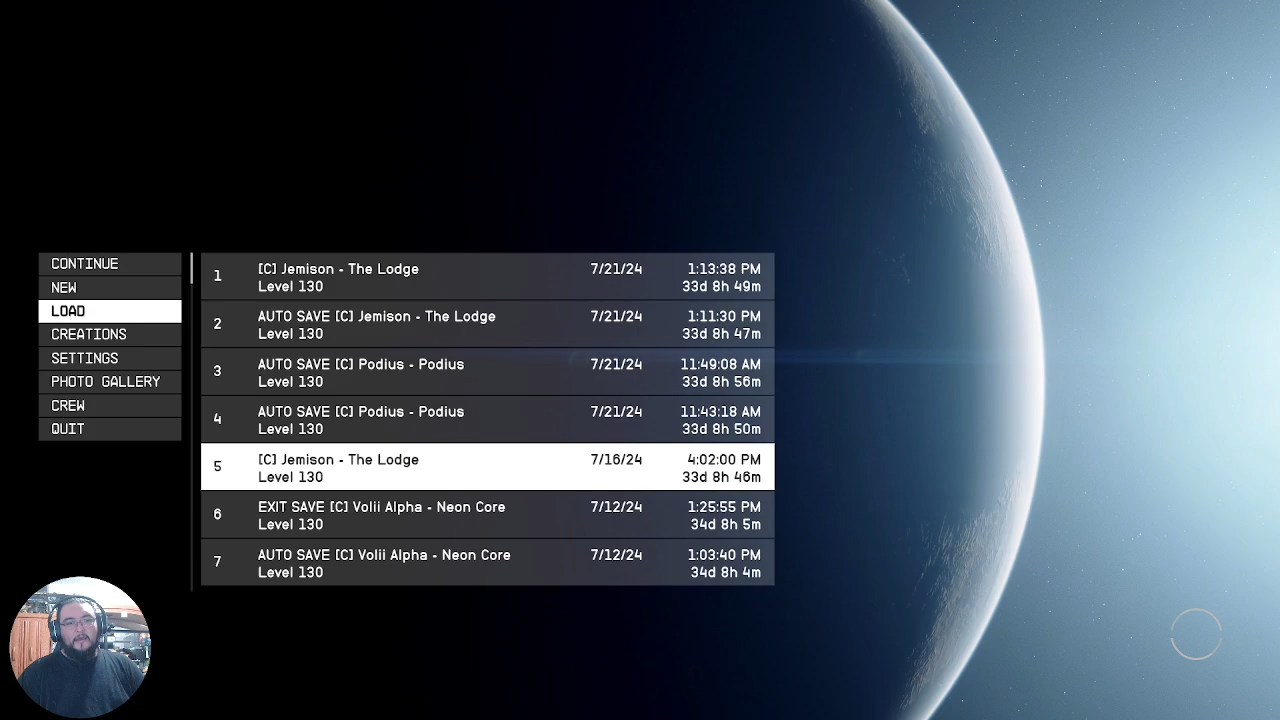 CONTINUE
NEW
LOAD
CREATIONS
SETTINGS
PHOTO GALLERY
CREW
QUIT
1 [C] Jemison - The Lodge 7/21/24 1:13:38 PM
Level 130 33d 8h 49m
2 AUTO SAVE [C] Jemison - The Lodge 7/21/24 1:11:30 PM
Level 130 33d 8h 47m
3 AUTO SAVE [C] Podius - Podius 7/21/24 11:49:08 AM
Level 130 33d 8h 56m
4 AUTO SAVE [C] Podius - Podius 7/21/24 11:43:18 AM
Level 130 33d 8h 50m
5 [C] Jemison - The Lodge 7/16/24 4:02:00 PM
Level 130 33d 8h 46m
6 EXIT SAVE [C] Volii Alpha - Neon Core 7/12/24 1:25:55 PM
Level 130 34d 8h 5m
7 AUTO SAVE [C] Volii Alpha - Neon Core 7/12/24 1:03:40 PM
Level 130 34d 8h 4m